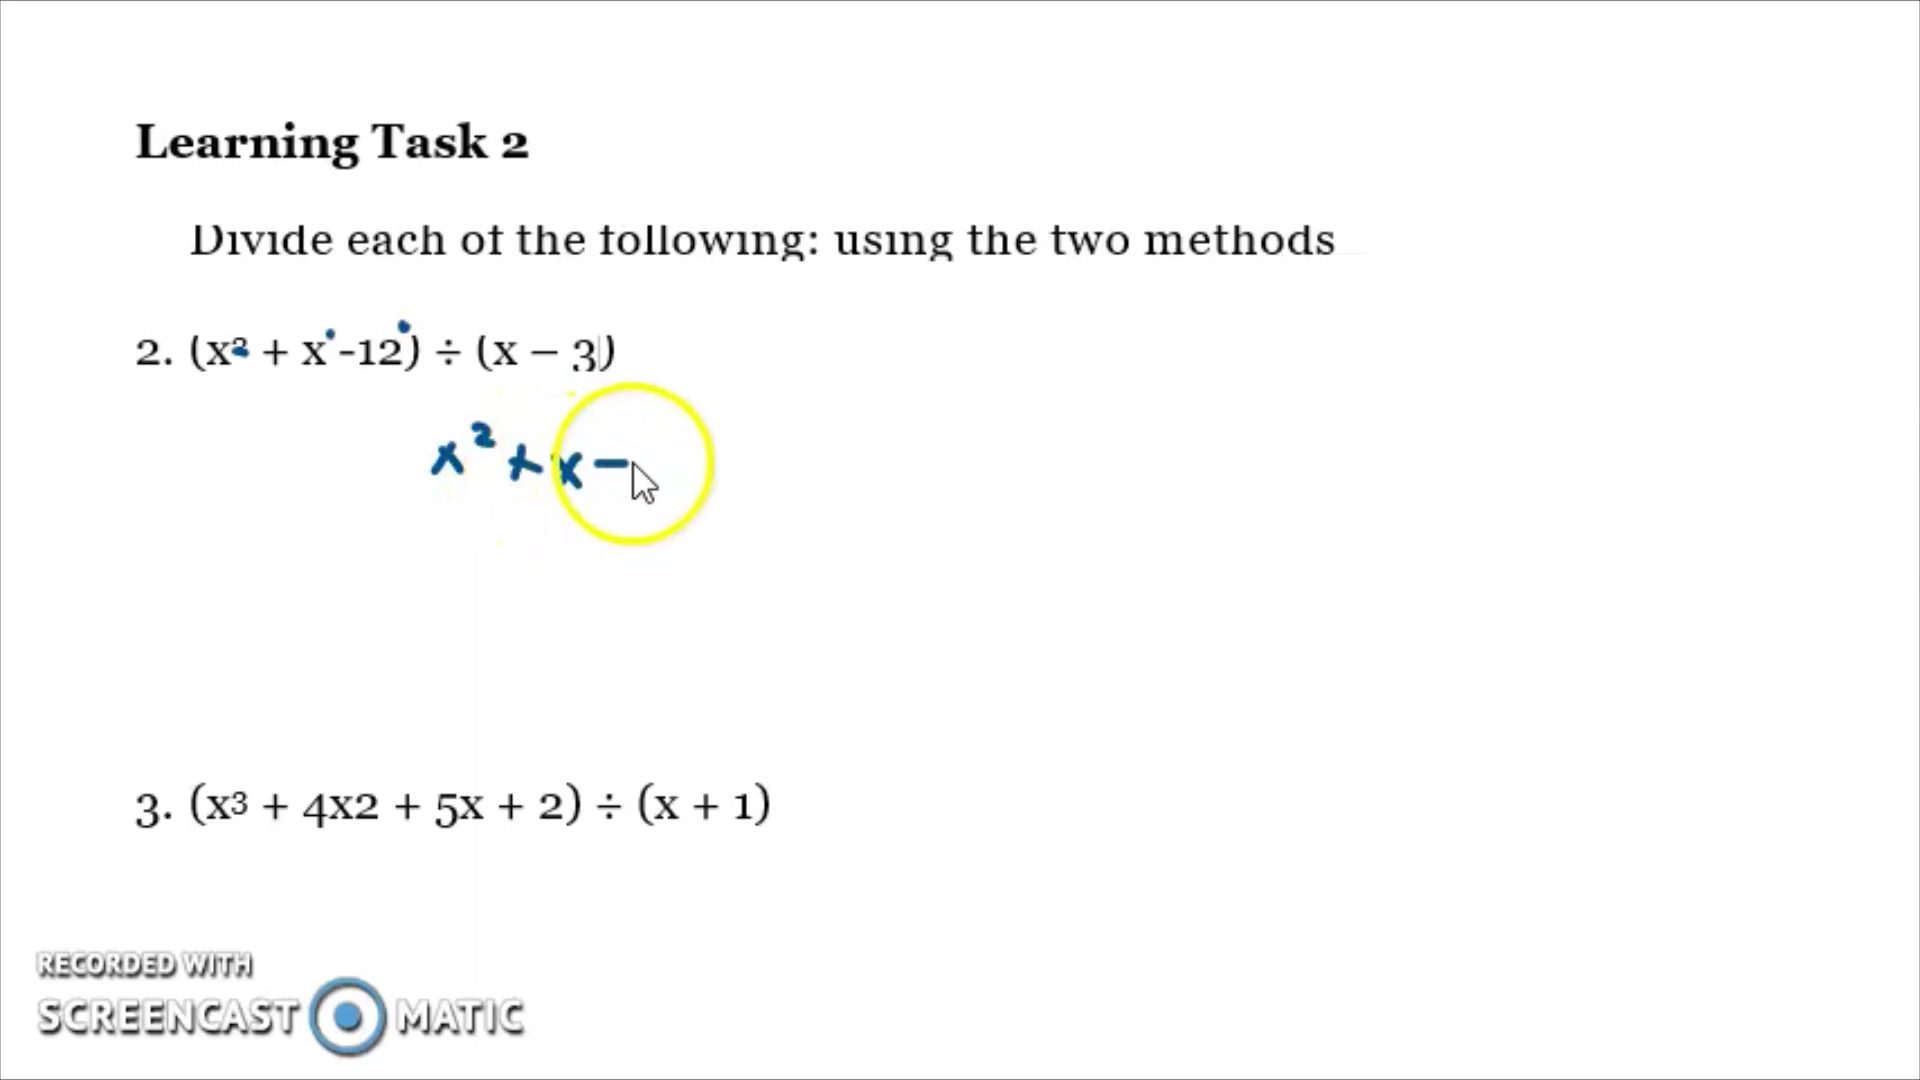 Learning Task 2
Divide each of the following: using the two methods
2. (x² + x -12) ÷ (x – 3)
x² + x –
3. (x³ + 4x2 + 5x + 2) ÷ (x + 1)
RECORDED WITH
SCREENCAST MATIC